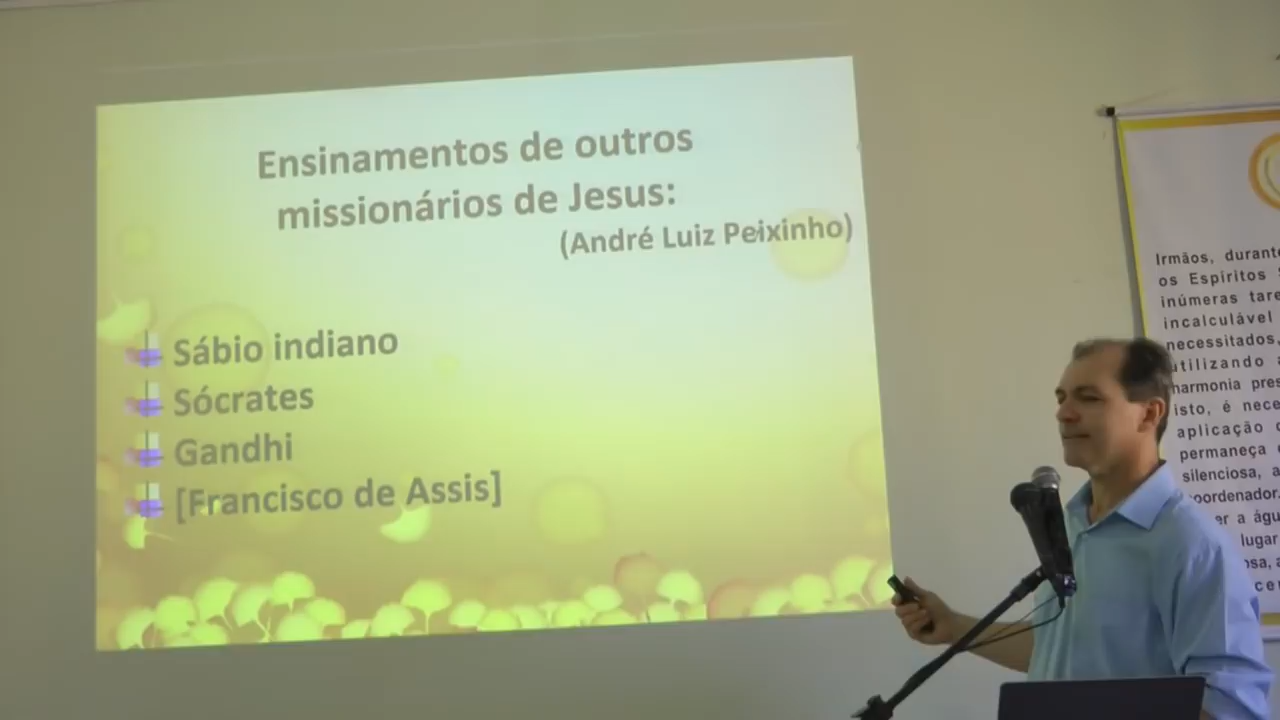 Ensinamentos de outros
missionários de Jesus:
(André Luiz Peixinho)
Sábio indiano
Sócrates
Gandhi
[Francisco de Assis]
Irmãos, durante
os Espíritos
inúmeras
incalculável
necessitados,
utilizando
harmonia
isto, é
aplicação
permaneça
silenciosa,
lugar